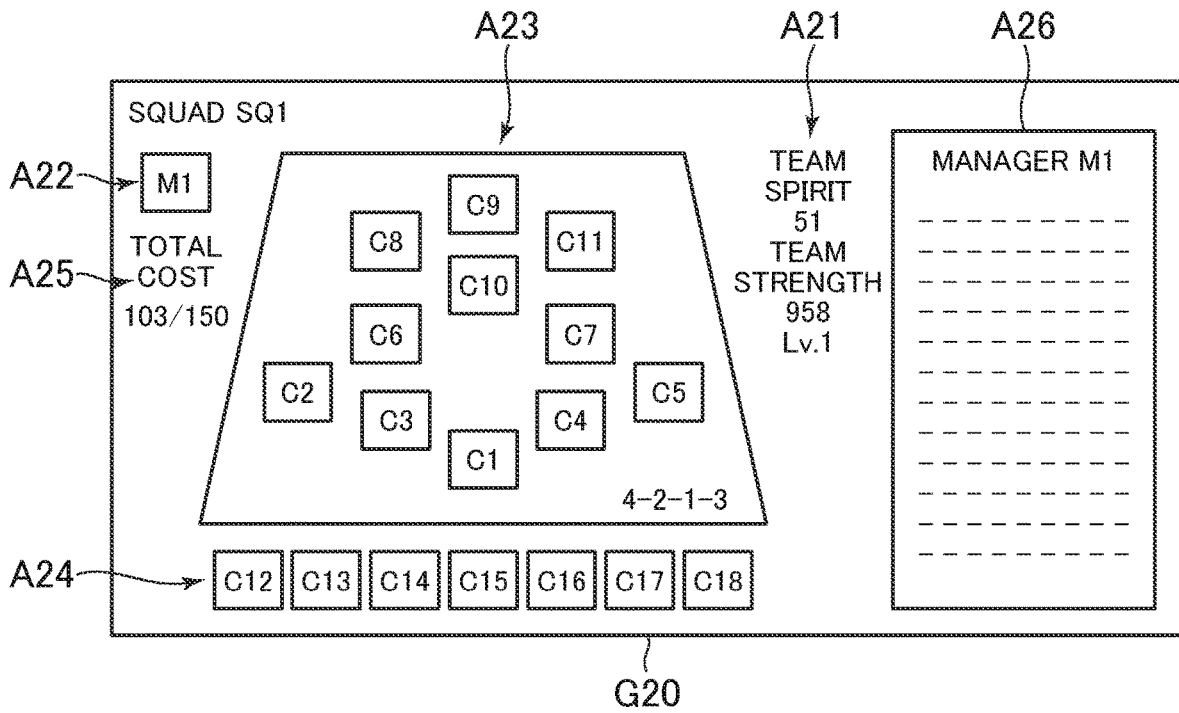 A23
A21
A26
SQUAD SQ1
A22
M1
TOTAL
COST
103/150
A25
C9
C8
C11
C10
C6
C7
C2
C5
C3
C4
C1
4-2-1-3
TEAM
SPIRIT
51
TEAM
STRENGTH
958
Lv.1
MANAGER M1
A24
C12 C13 C14 C15 C16 C17 C18
G20